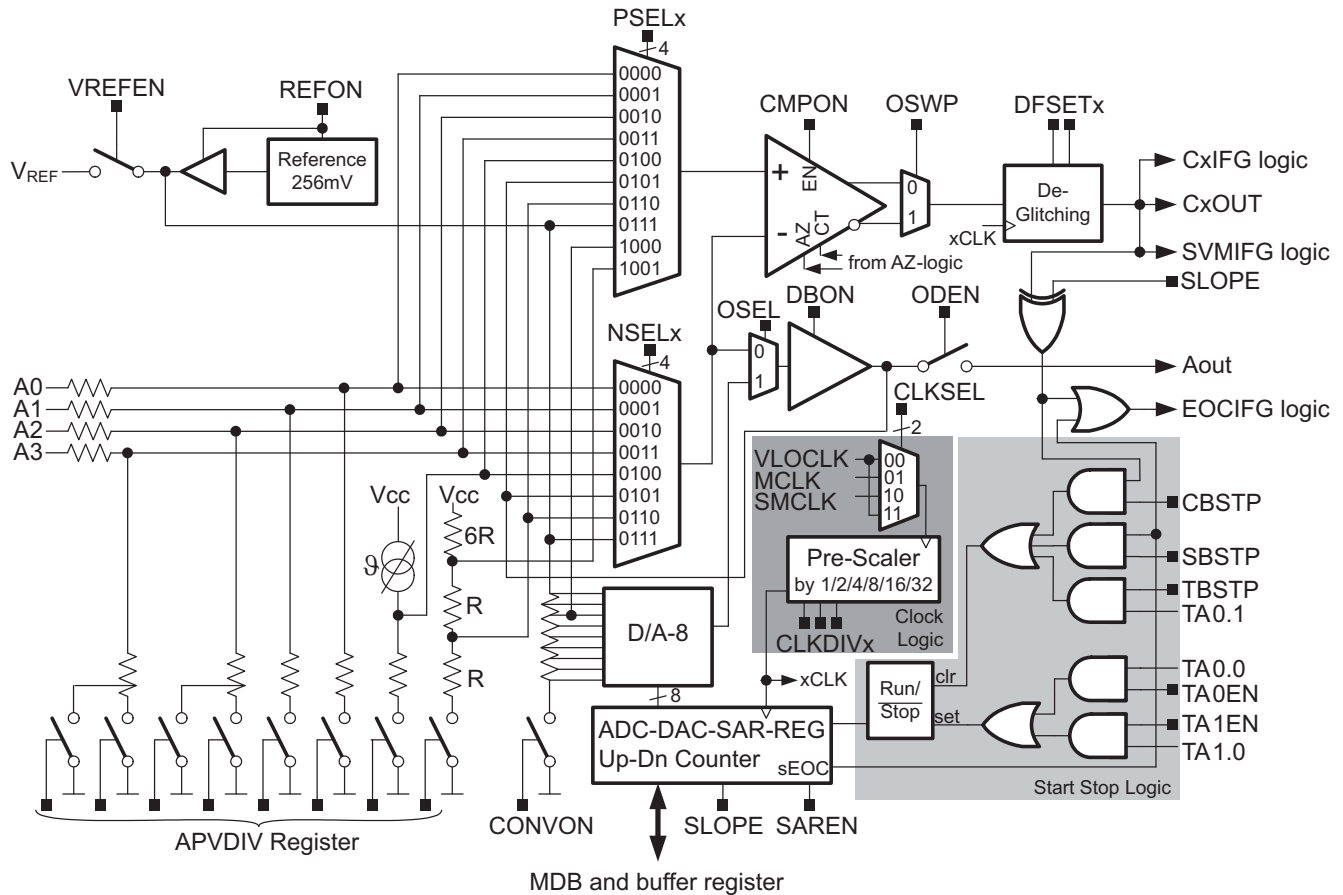 PSELx
4
0000
0001
0010
0011
0100
0101
0110
0111
1000
1001
VREFEN
REFON
VREF
Reference
256mV
CMPON
OSWP
DFSETx
+
-
EN
AZ
CT
0
1
De-
Glitching
xCLK
from AZ-logic
CxIFG logic
CxOUT
SVMIFG logic
SLOPE
NSELx
4
0000
0001
0010
0011
0100
0101
0110
0111
OSEL
0
1
DBON
ODEN
Aout
EOCIFG logic
A0
A1
A2
A3
CLKSEL
2
VLOCLK
MCLK
SMCLK
00
01
10
11
Pre-Scaler
by 1/2/4/8/16/32
Clock
Logic
CLKDIVx
CBSTP
SBSTP
TBSTP
TA0.1
TA0.0
TA0EN
TA1EN
TA1.0
Vcc
Vcc
6R
ϑ
R
R
D/A-8
8
xCLK
Run/
Stop
clr
set
ADC-DAC-SAR-REG
Up-Dn Counter
sEOC
Start Stop Logic
APVDIV Register
CONVON
SLOPE
SAREN
MDB and buffer register